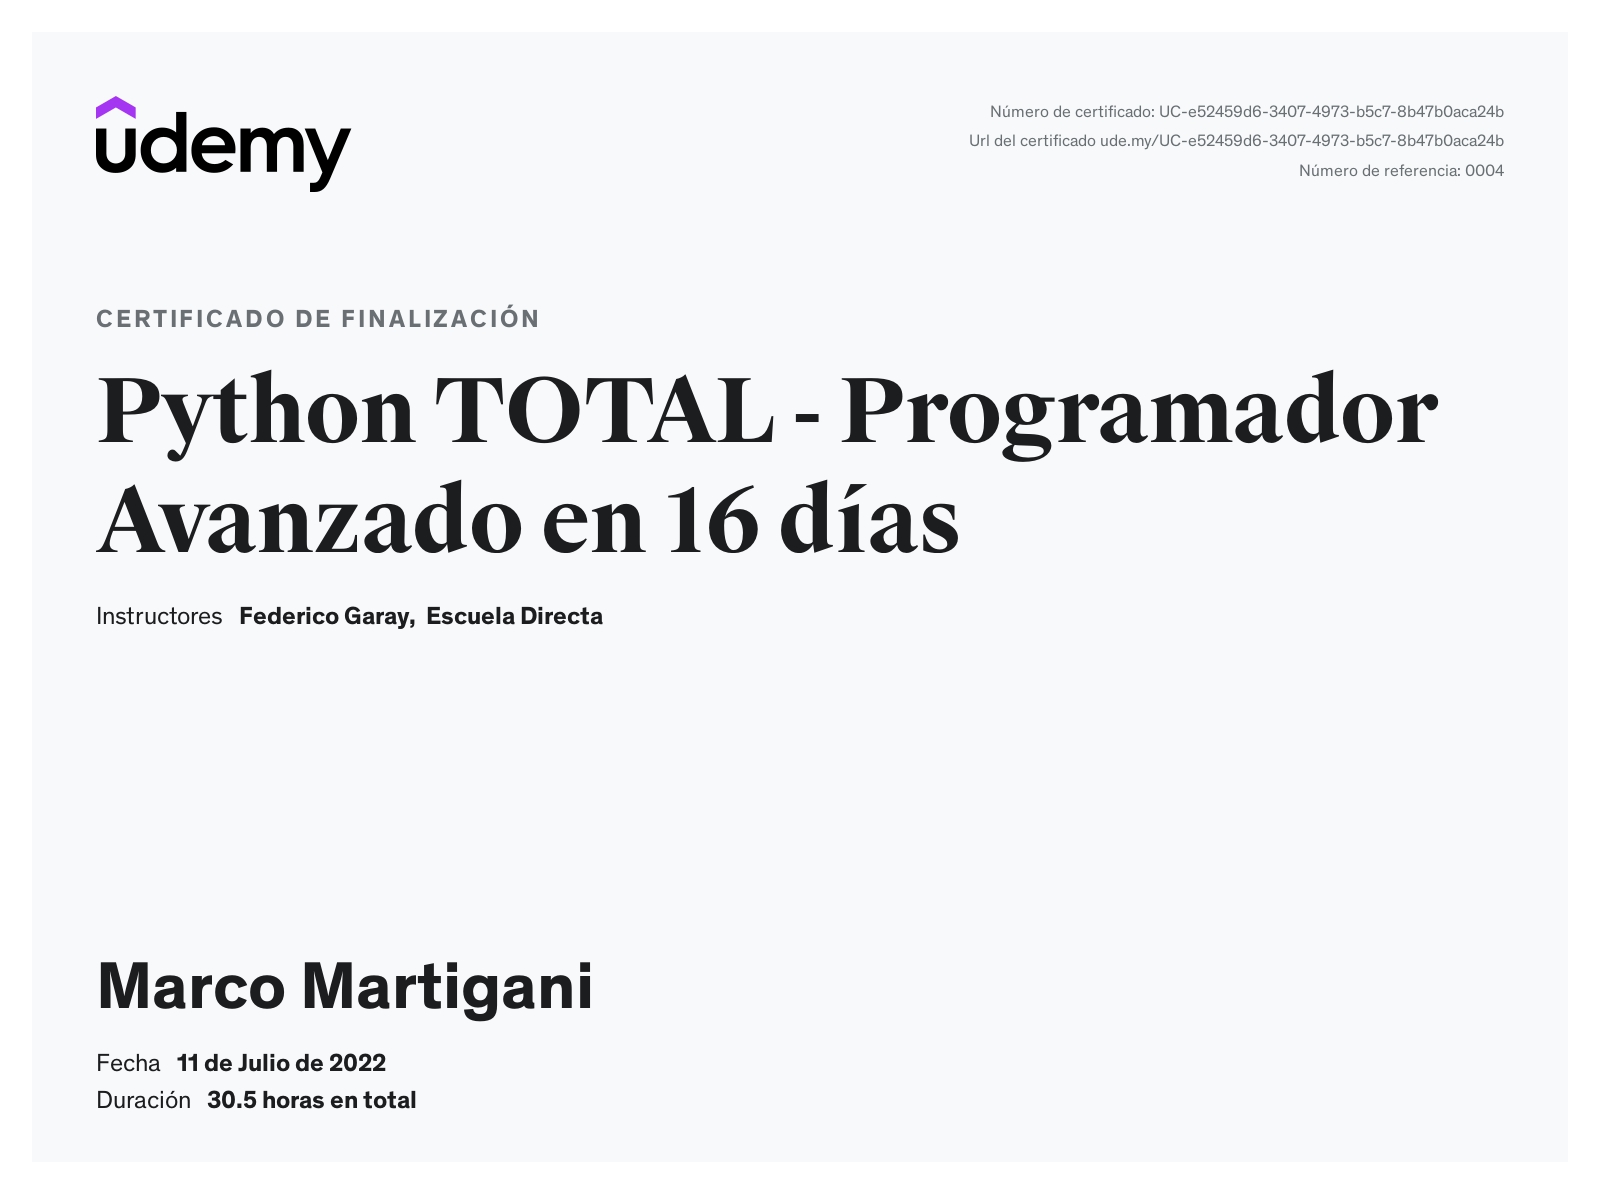 udemy
Número de certificado: UC-e52459d6-3407-4973-b5c7-8b47b0aca24b
Url del certificado ude.my/UC-e52459d6-3407-4973-b5c7-8b47b0aca24b
Número de referencia: 0004
CERTIFICADO DE FINALIZACIÓN
Python TOTAL - Programador
Avanzado en 16 días
Instructores Federico Garay, Escuela Directa
Marco Martigani
Fecha 11 de Julio de 2022
Duración 30.5 horas en total